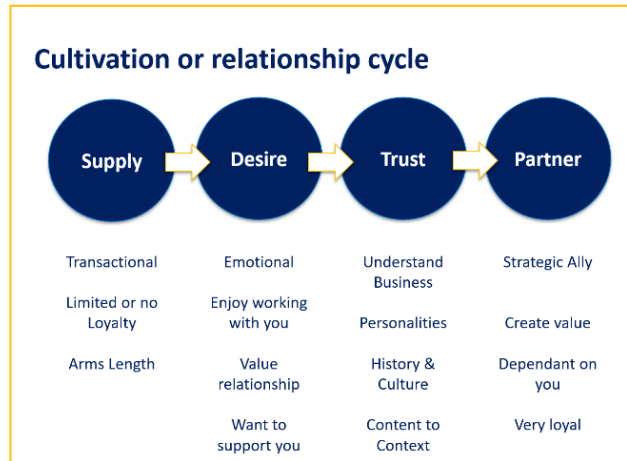 Cultivation or relationship cycle
Supply
Desire
Trust
Partner
Transactional
Limited or no
Loyalty
Arms Length
Emotional
Enjoy working
with you
Value
relationship
Want to
support you
Understand
Business
Personalities
History &
Culture
Content to
Context
Strategic Ally
Create value
Dependant on
you
Very loyal